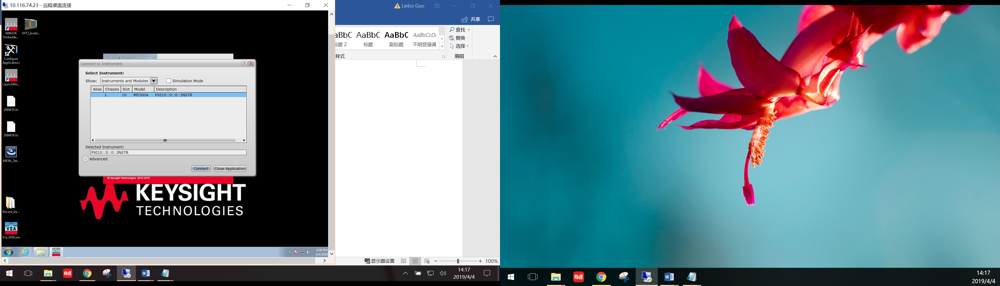 10.116.74.23 - 远程桌面连接
M9037A
Embedde...
VXT2_Instal...
Configure
Applications
LaunchMo...
2098675.lic
2098678.lic
M938x_Set...
Record_De...
VSA
Vsa_2018.exe
Connect to Instrument
?
Select Instrument:
Show: Instruments and Modules
Simulation Mode
Alias Chassis Slot Model Description
1 10 M9300A PXI10::0::0::INSTR
Selected Instrument:
PXI10::0::0::INSTR
Advanced
Connect Close Application
© Keysight Technologies 2012-2015
KEYSIGHT
TECHNOLOGIES
M9300
4:26 PM
4/4/2019
Leibo Guo
共享
aBbC AaBbC AaBbC AaBbCcDc
标题 2 标题 副标题 不明显强调
样式
查找
替换
选择
编辑
显示器设置
100%
有道
14:17
2019/4/4
有道
14:17
2019/4/4